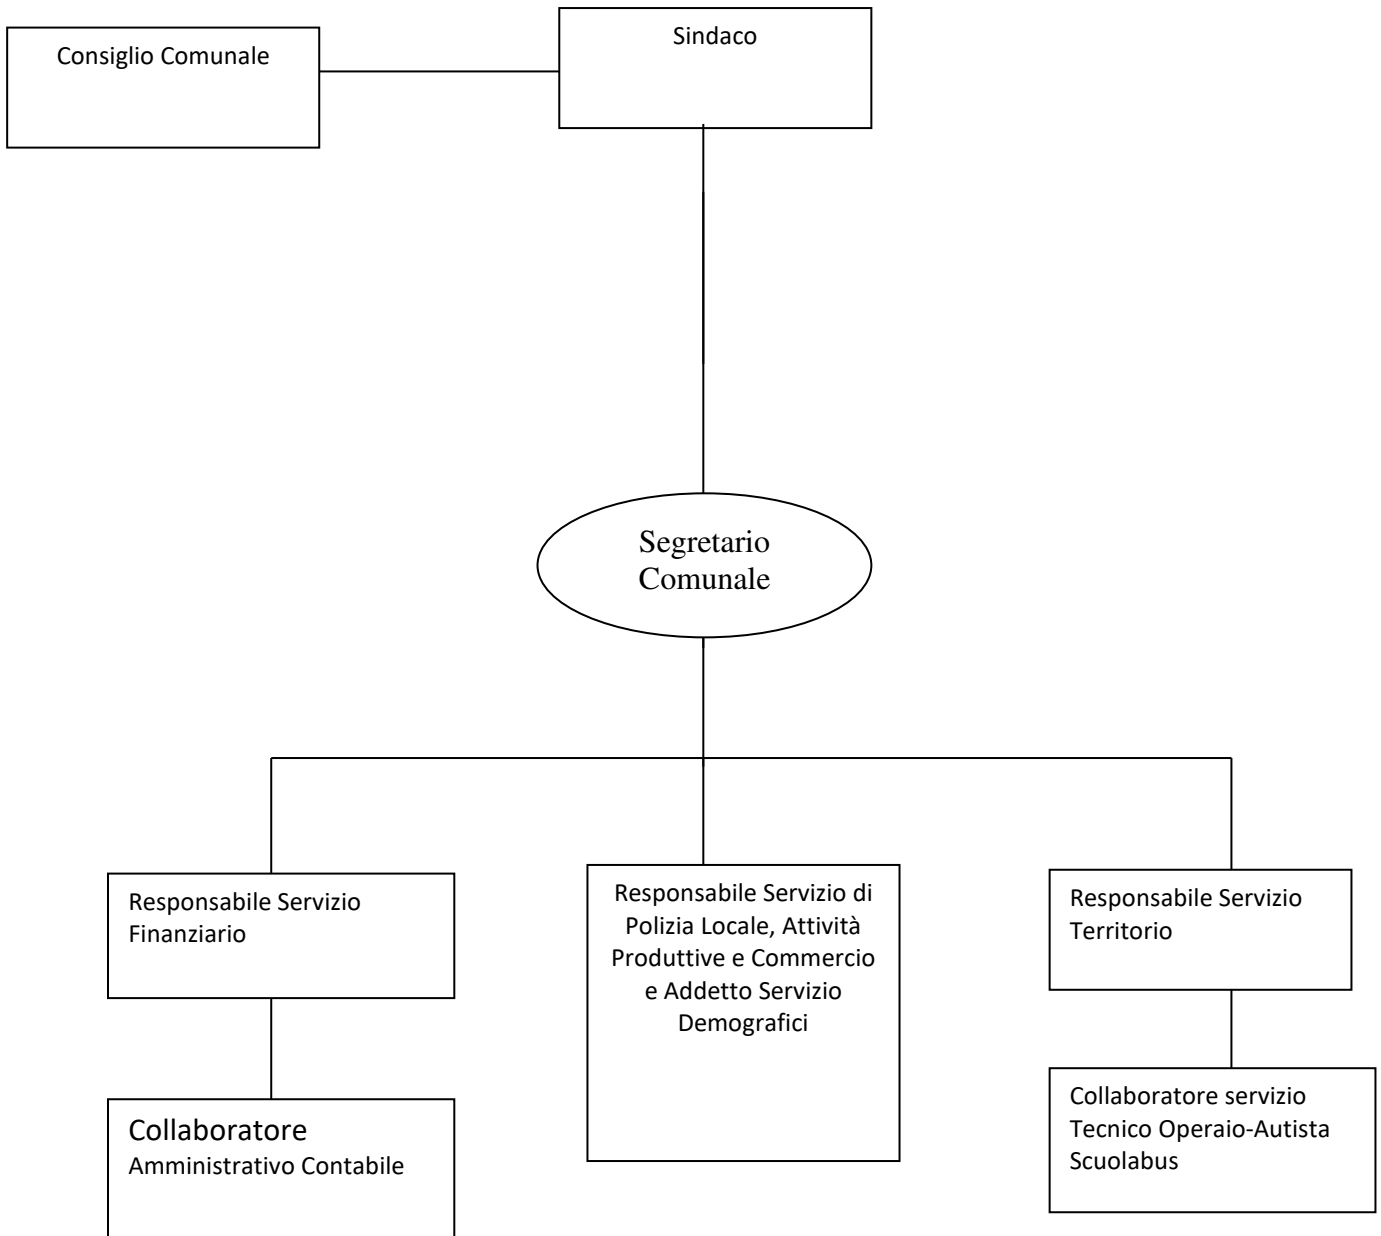 Consiglio Comunale
Sindaco
Segretario
Comunale
Responsabile Servizio
Finanziario
Responsabile Servizio di
Polizia Locale, Attività
Produttive e Commercio
e Addetto Servizio
Demografici
Responsabile Servizio
Territorio
Collaboratore
Amministrativo Contabile
Collaboratore servizio
Tecnico Operaio-Autista
Scuolabus